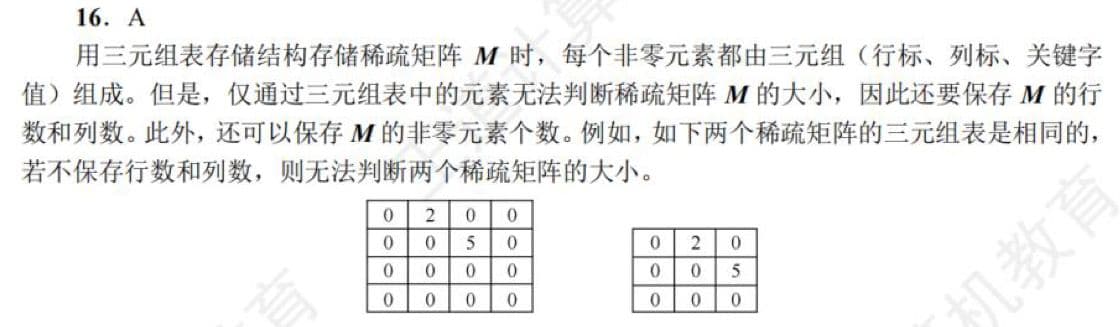 16. A
用三元组表存储结构存储稀疏矩阵 M 时，每个非零元素都由三元组（行标、列标、关键字
值）组成。但是，仅通过三元组表中的元素无法判断稀疏矩阵 M 的大小，因此还要保存 M 的行
数和列数。此外，还可以保存 M 的非零元素个数。例如，如下两个稀疏矩阵的三元组表是相同的，
若不保存行数和列数，则无法判断两个稀疏矩阵的大小。
0 2 0 0
0 0 5 0
0 0 0 0
0 0 0 0
0 2 0
0 0 5
0 0 0
育
机教育